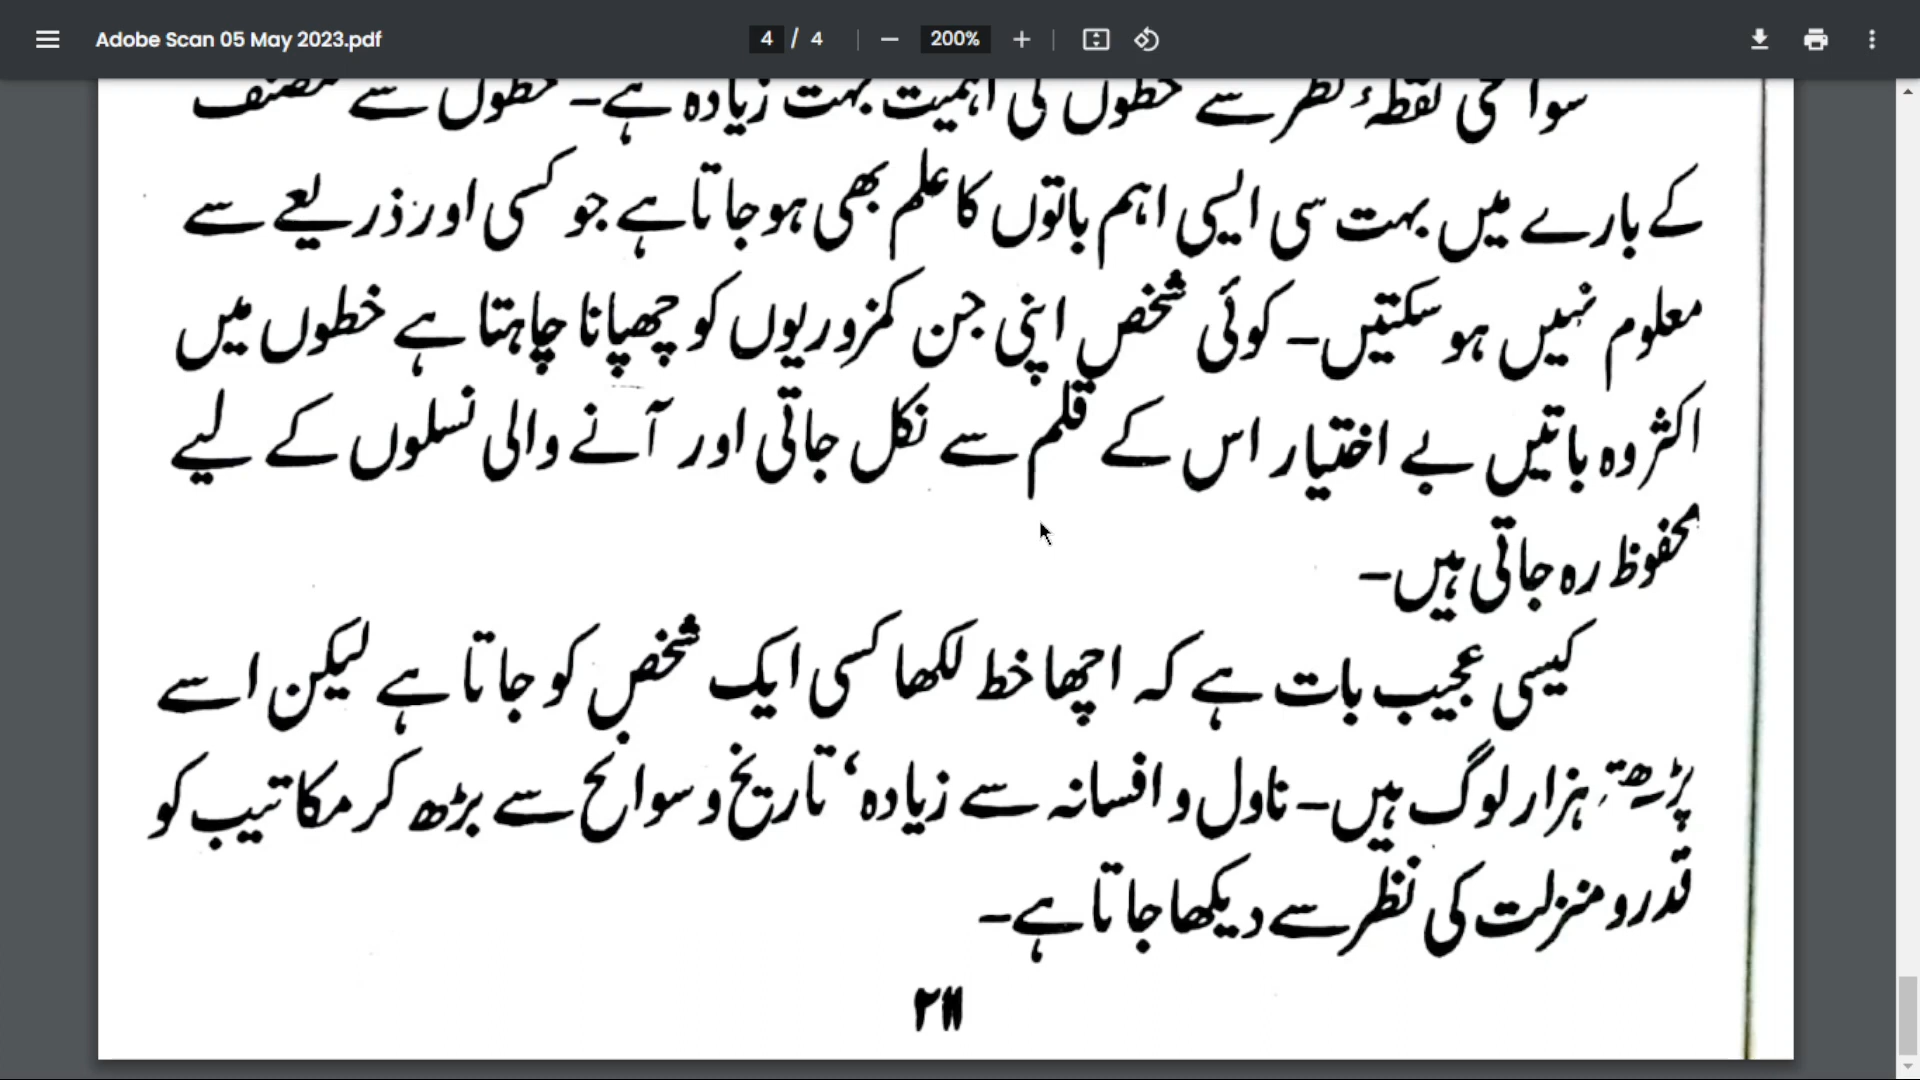 Adobe Scan 05 May 2023.pdf
4 / 4
200%
سوانحی نقطۂ نظر سے خطوں کی اہمیت بہت زیادہ ہے۔ خطوں سے مصنف
کے بارے میں بہت سی ایسی اہم باتوں کا علم بھی ہوجاتا ہے جو کسی اور ذریعے سے
معلوم نہیں ہو سکتیں۔ کوئی شخص اپنی جن کمزوریوں کو چھپانا چاہتا ہے خطوں میں
اکثر وہ باتیں بے اختیار اس کے قلم سے نکل جاتی اور آنے والی نسلوں کے لیے
محفوظ رہ جاتی ہیں۔
کیسی عجیب بات ہے کہ اچھا خط لکھا کسی ایک شخص کو جاتا ہے لیکن اسے
پڑھتے ہزار لوگ ہیں۔ ناول و افسانہ سے زیادہ، تاریخ و سوانح سے بڑھ کر مکاتیب کو
قدر و منزلت کی نظر سے دیکھا جاتا ہے۔